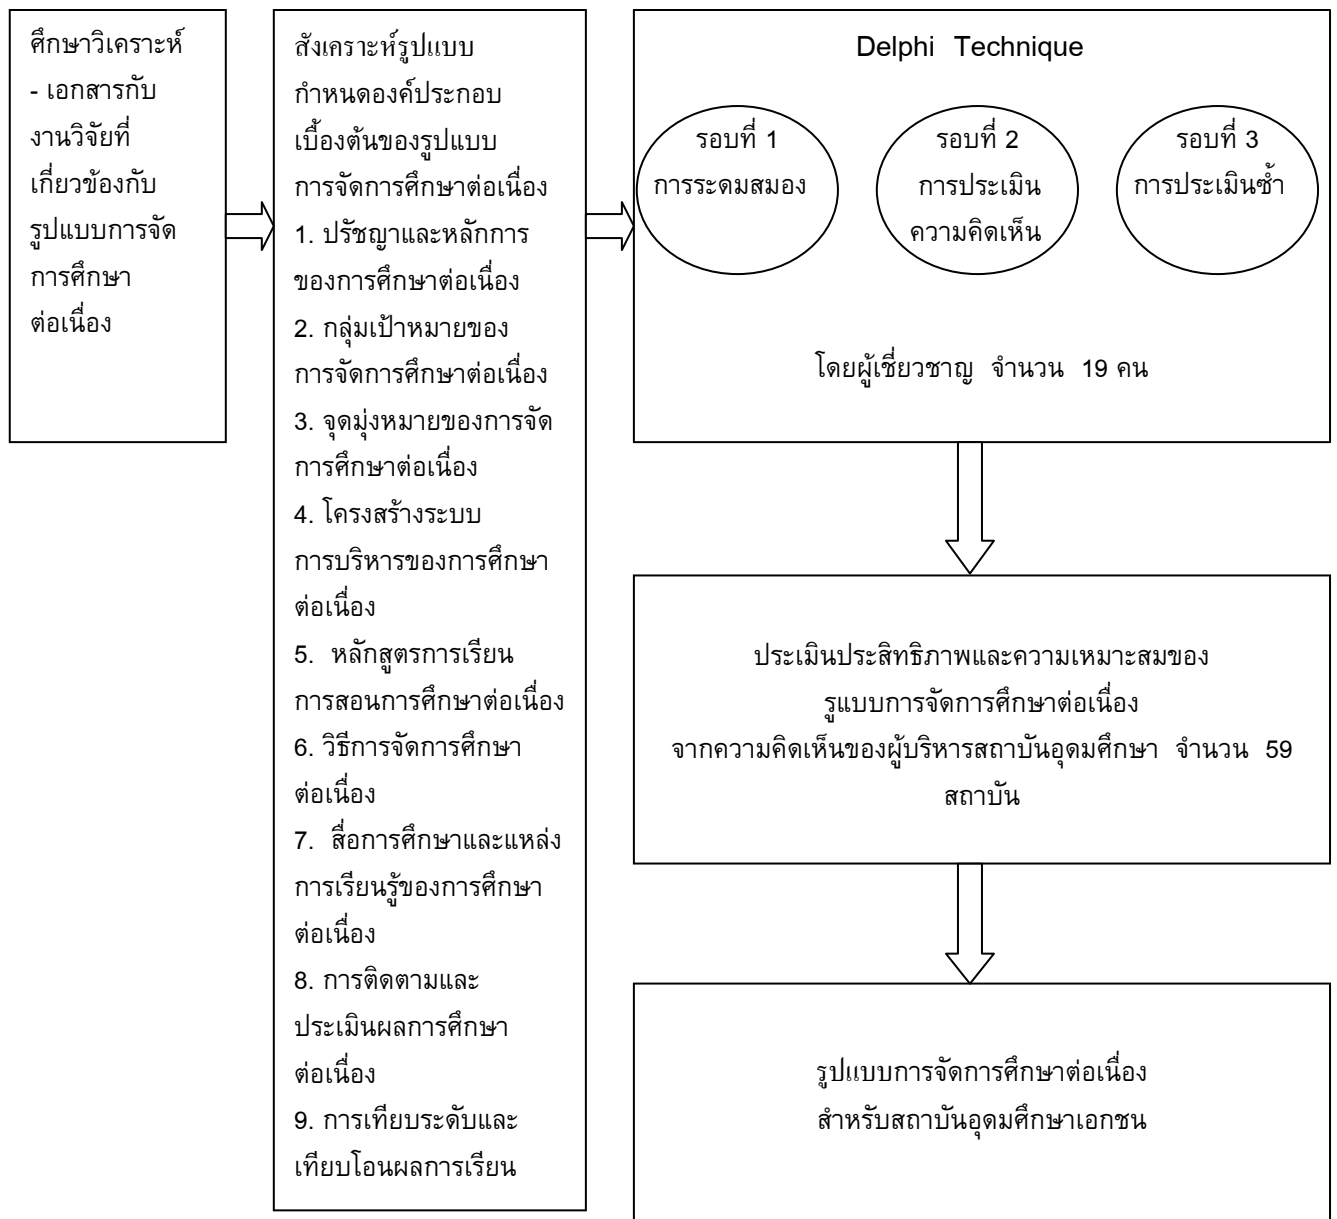 ศึกษาวิเคราะห์
- เอกสารกับ
งานวิจัยที่
เกี่ยวข้องกับ
รูปแบบการจัด
การศึกษา
ต่อเนื่อง
สังเคราะห์รูปแบบ
กำหนดองค์ประกอบ
เบื้องต้นของรูปแบบ
การจัดการศึกษาต่อเนื่อง
1. ปรัชญาและหลักการ
ของการศึกษาต่อเนื่อง
2. กลุ่มเป้าหมายของ
การจัดการศึกษาต่อเนื่อง
3. จุดมุ่งหมายของการจัด
การศึกษาต่อเนื่อง
4. โครงสร้างระบบ
การบริหารของการศึกษา
ต่อเนื่อง
5. หลักสูตรการเรียน
การสอนการศึกษาต่อเนื่อง
6. วิธีการจัดการศึกษา
ต่อเนื่อง
7. สื่อการศึกษาและแหล่ง
การเรียนรู้ของการศึกษา
ต่อเนื่อง
8. การติดตามและ
ประเมินผลการศึกษา
ต่อเนื่อง
9. การเทียบระดับและ
เทียบโอนผลการเรียน
Delphi Technique
รอบที่ 1
การระดมสมอง
รอบที่ 2
การประเมิน
ความคิดเห็น
รอบที่ 3
การประเมินซ้ำ
โดยผู้เชี่ยวชาญ จำนวน 19 คน
ประเมินประสิทธิภาพและความเหมาะสมของ
รูแบบการจัดการศึกษาต่อเนื่อง
จากความคิดเห็นของผู้บริหารสถาบันอุดมศึกษา จำนวน 59
สถาบัน
รูปแบบการจัดการศึกษาต่อเนื่อง
สำหรับสถาบันอุดมศึกษาเอกชน